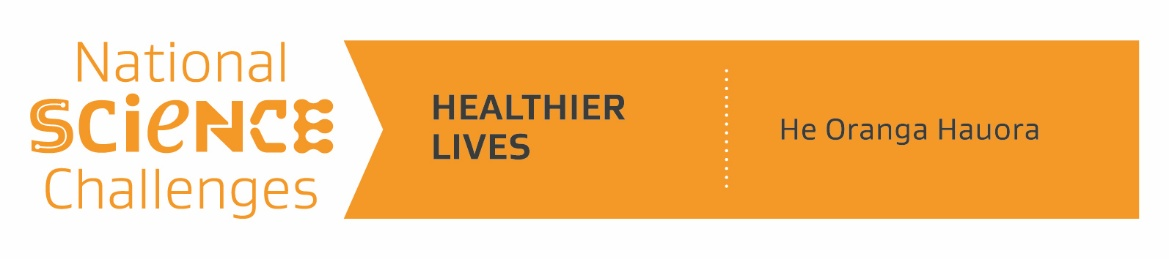 National
SCIENCE
Challenges
HEALTHIER
LIVES
He Oranga Hauora